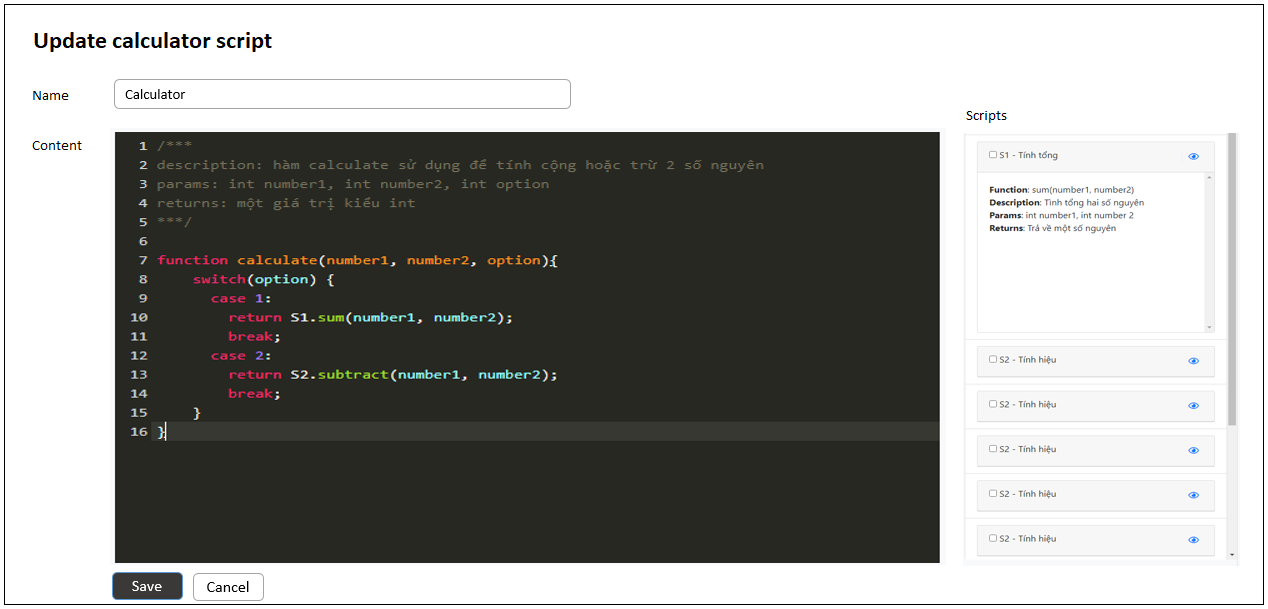 Update calculator script
Name
Calculator
Content
1 /***
2 description: hàm calculate sử dụng để tính cộng hoặc trừ 2 số nguyên
3 params: int number1, int number2, int option
4 returns: một giá trị kiểu int
5 ***/
6
7 function calculate(number1, number2, option){
8     switch(option) {
9       case 1:
10         return S1.sum(number1, number2);
11         break;
12       case 2:
13         return S2.subtract(number1, number2);
14         break;
15     }
16 }
Scripts
S1 - Tính tổng
Function: sum(number1, number2)
Description: Tính tổng hai số nguyên
Params: int number1, int number 2
Returns: Trả về một số nguyên
S2 - Tính hiệu
S2 - Tính hiệu
S2 - Tính hiệu
S2 - Tính hiệu
S2 - Tính hiệu
Save
Cancel